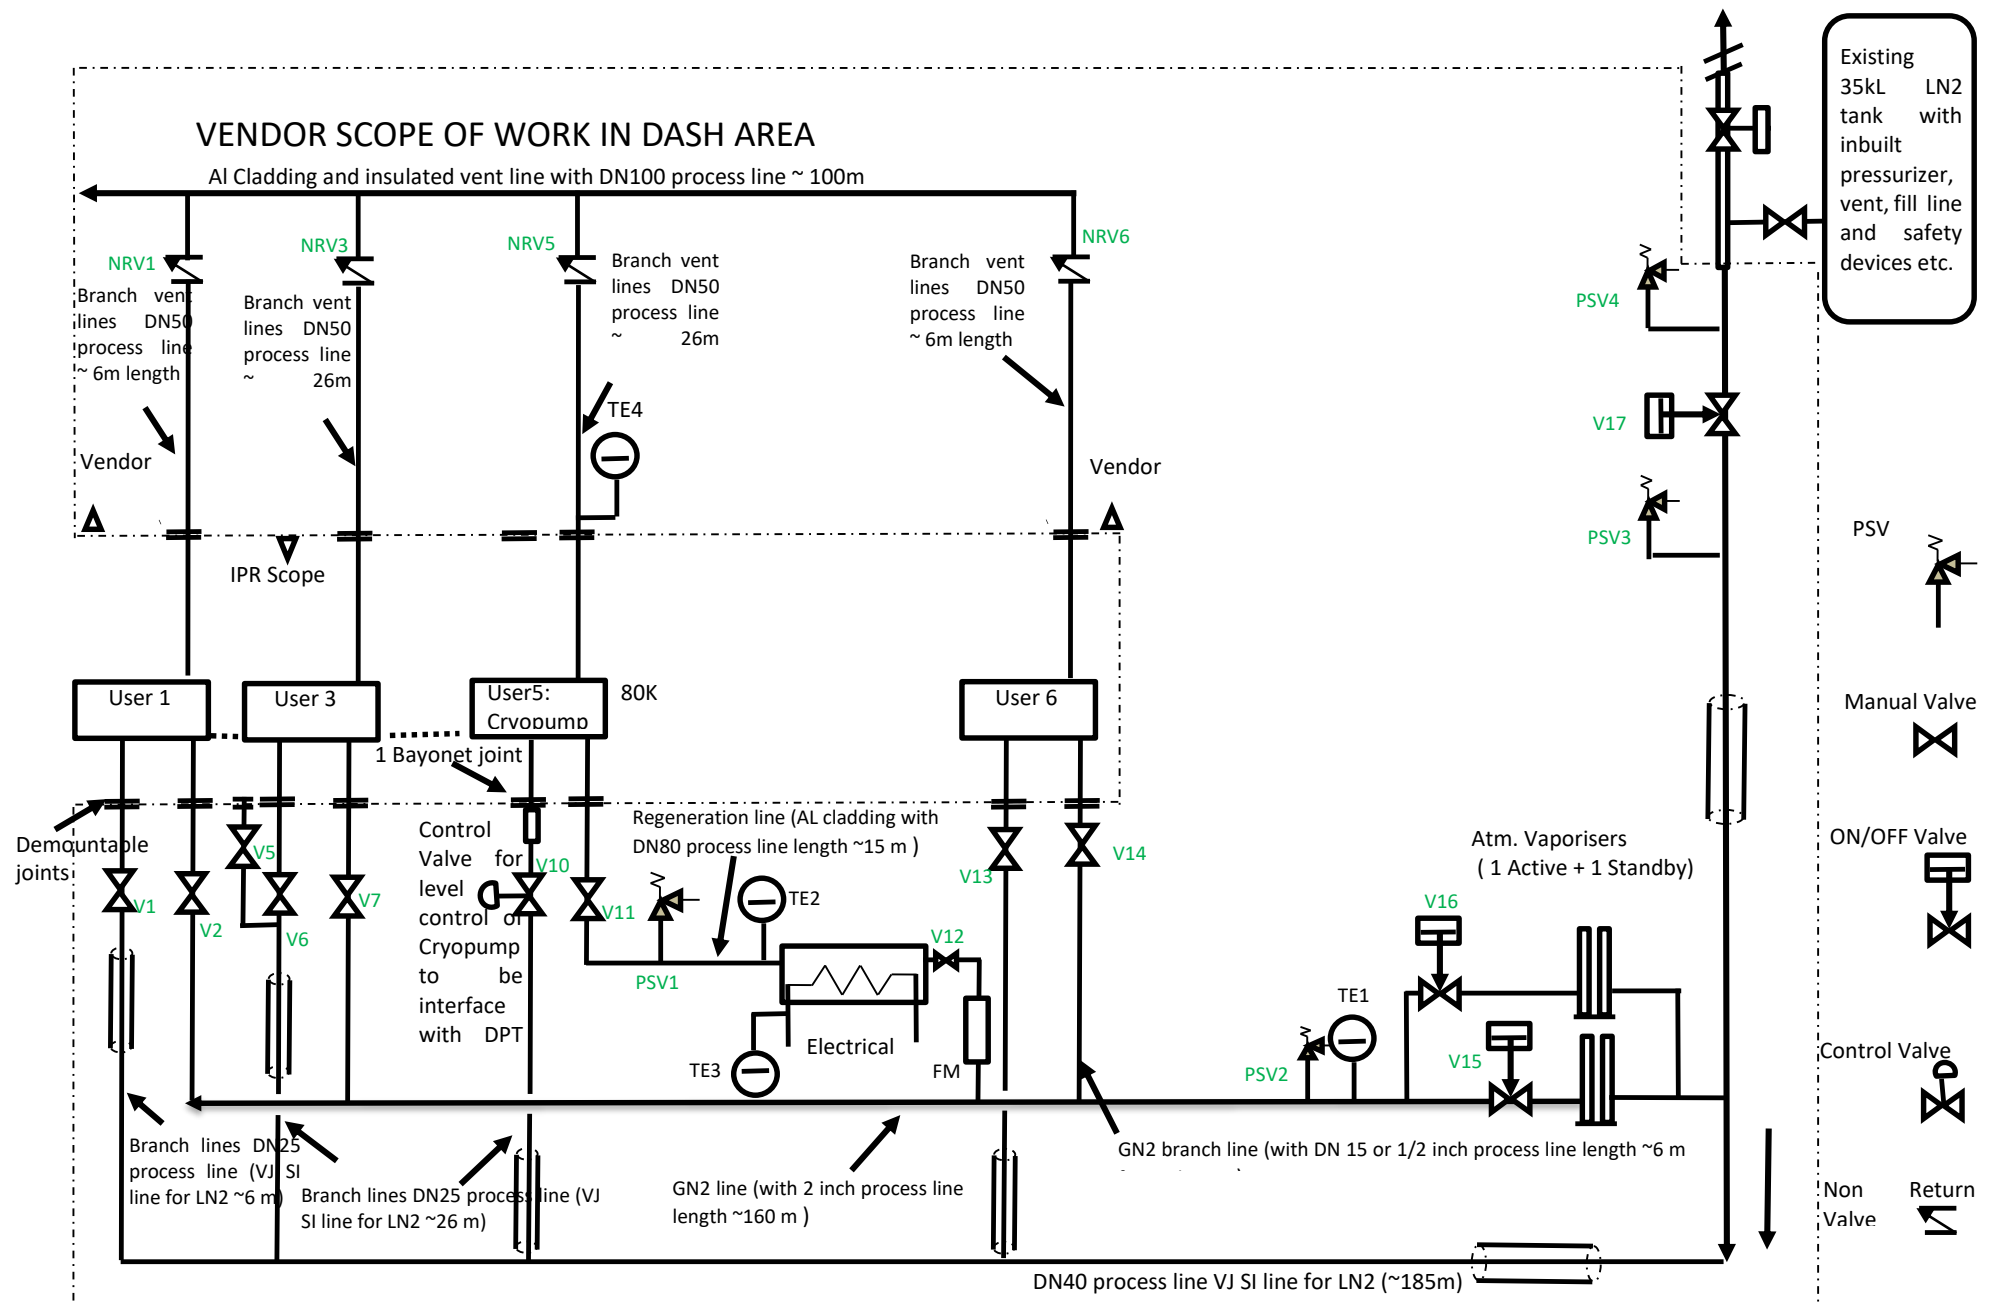 VENDOR SCOPE OF WORK IN DASH AREA
Al Cladding and insulated vent line with DN100 process line ~ 100m
Existing
35kL LN2
tank with
inbuilt
pressurizer,
vent, fill line
and safety
devices etc.
NRV1
NRV3
NRV5
NRV6
Branch vent
lines DN50
process line
~ 6m length
Branch vent
lines DN50
process line
~ 26m
Branch vent
lines DN50
process line
~ 26m
Branch vent
lines DN50
process line
~ 6m length
PSV4
V17
PSV3
TE4
Vendor
Vendor
IPR Scope
PSV
User 1
User 3
User5:
Cryopump
80K
User 6
1 Bayonet joint
Manual Valve
Demountable
joints
V1
V2
V5
V6
V7
Control
Valve for
level
control of
Cryopump
to be
interface
with DPT
V10
V11
Regeneration line (AL cladding with
DN80 process line length ~15 m )
PSV1
TE2
V12
TE3
Electrical
FM
V13
V14
Atm. Vaporisers
( 1 Active + 1 Standby)
V16
TE1
PSV2
V15
ON/OFF Valve
Control Valve
Branch lines DN25
process line (VJ SI
line for LN2 ~6 m)
Branch lines DN25 process line (VJ
SI line for LN2 ~26 m)
GN2 line (with 2 inch process line
length ~160 m )
GN2 branch line (with DN 15 or 1/2 inch process line length ~6 m
Non Return
Valve
DN40 process line VJ SI line for LN2 (~185m)